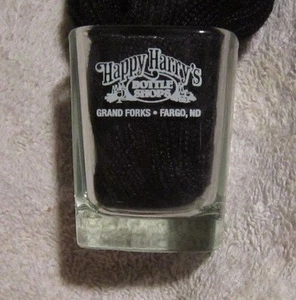 Happy Harry's
BOTTLE
SHOPS
GRAND FORKS • FARGO, ND